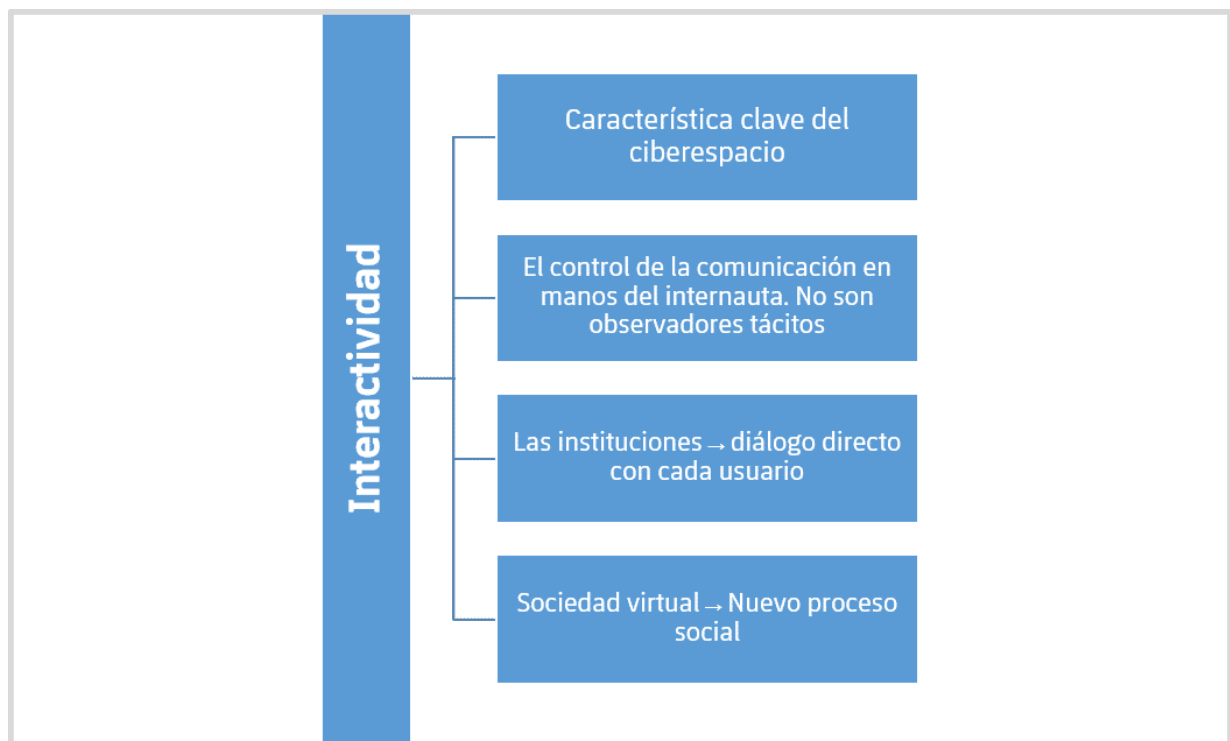 Interactividad
Característica clave del
ciberespacio
El control de la comunicación en
manos del internauta. No son
observadores tácitos
Las instituciones → diálogo directo
con cada usuario
Sociedad virtual → Nuevo proceso
social